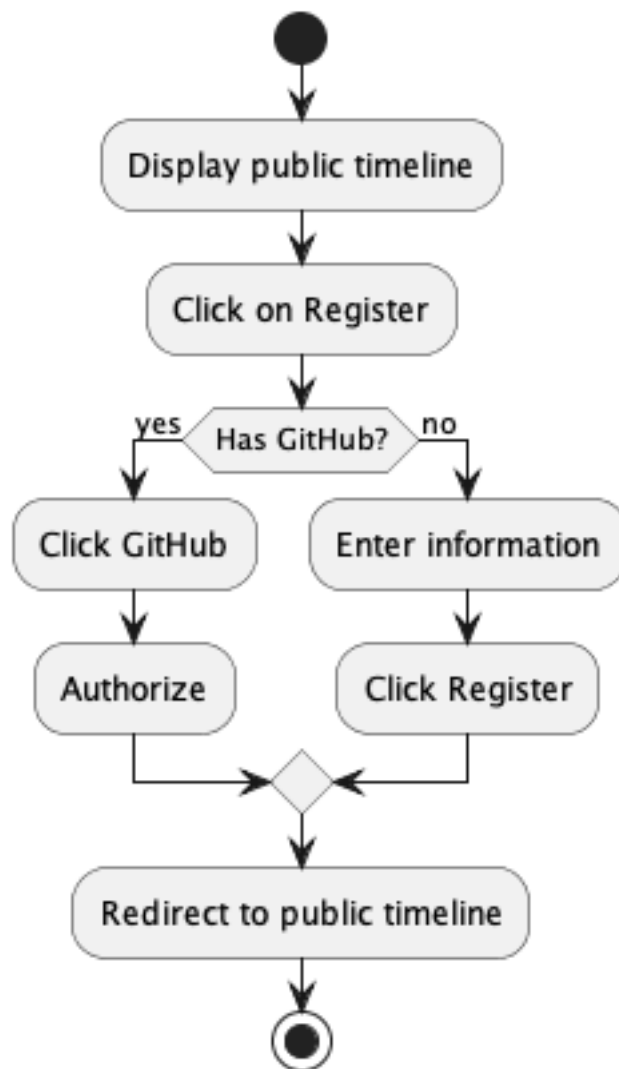 Display public timeline
Click on Register
yes
Has GitHub?
no
Click GitHub
Enter information
Authorize
Click Register
Redirect to public timeline